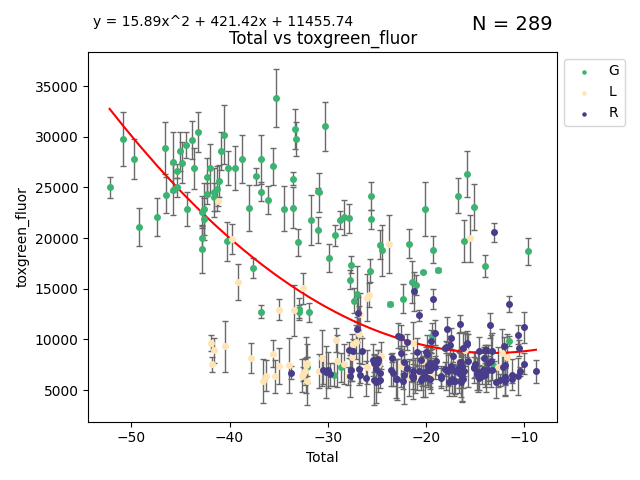 y = 15.89x^2 + 421.42x + 11455.74
N = 289
Total vs toxgreen_fluor
toxgreen_fluor
35000
30000
25000
20000
15000
10000
5000
−50
−40
−30
−20
−10
Total
G
L
R